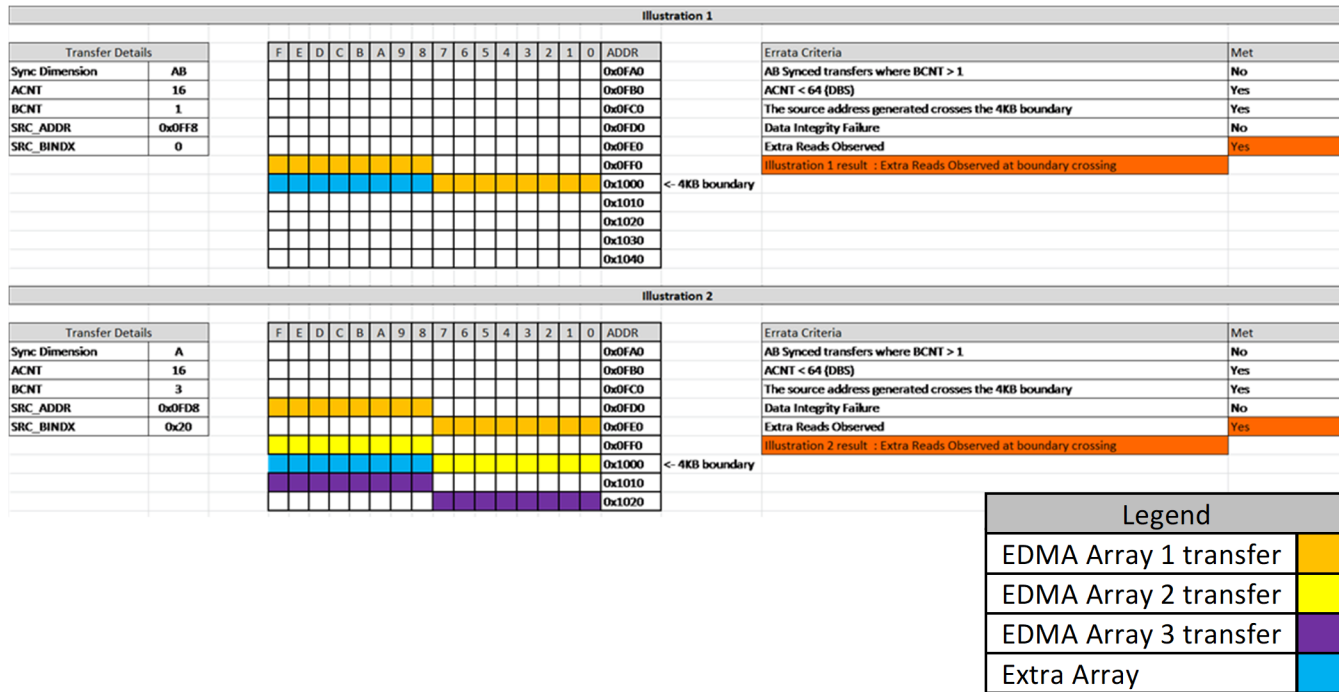 Illustration 1
Transfer Details F E D C B A 9 8 7 6 5 4 3 2 1 0 ADDR Errata Criteria Met
Sync Dimension AB 0x0FA0 AB Synced transfers where BCNT > 1 No
ACNT 16 0x0FB0 ACNT < 64 (DBS) Yes
BCNT 1 0x0FC0 The source address generated crosses the 4KB boundary Yes
SRC_ADDR 0x0FF8 0x0FD0 Data Integrity Failure No
SRC_BINDX 0 0x0FE0 Extra Reads Observed Yes
0x0FF0 Illustration 1 result : Extra Reads Observed at boundary crossing
0x1000 <- 4KB boundary
0x1010
0x1020
0x1030
0x1040
Illustration 2
Transfer Details F E D C B A 9 8 7 6 5 4 3 2 1 0 ADDR Errata Criteria Met
Sync Dimension A 0x0FA0 AB Synced transfers where BCNT > 1 No
ACNT 16 0x0FB0 ACNT < 64 (DBS) Yes
BCNT 3 0x0FC0 The source address generated crosses the 4KB boundary Yes
SRC_ADDR 0x0FD8 0x0FD0 Data Integrity Failure No
SRC_BINDX 0x20 0x0FE0 Extra Reads Observed Yes
0x0FF0 Illustration 2 result : Extra Reads Observed at boundary crossing
0x1000 <- 4KB boundary
0x1010
0x1020
Legend
EDMA Array 1 transfer
EDMA Array 2 transfer
EDMA Array 3 transfer
Extra Array